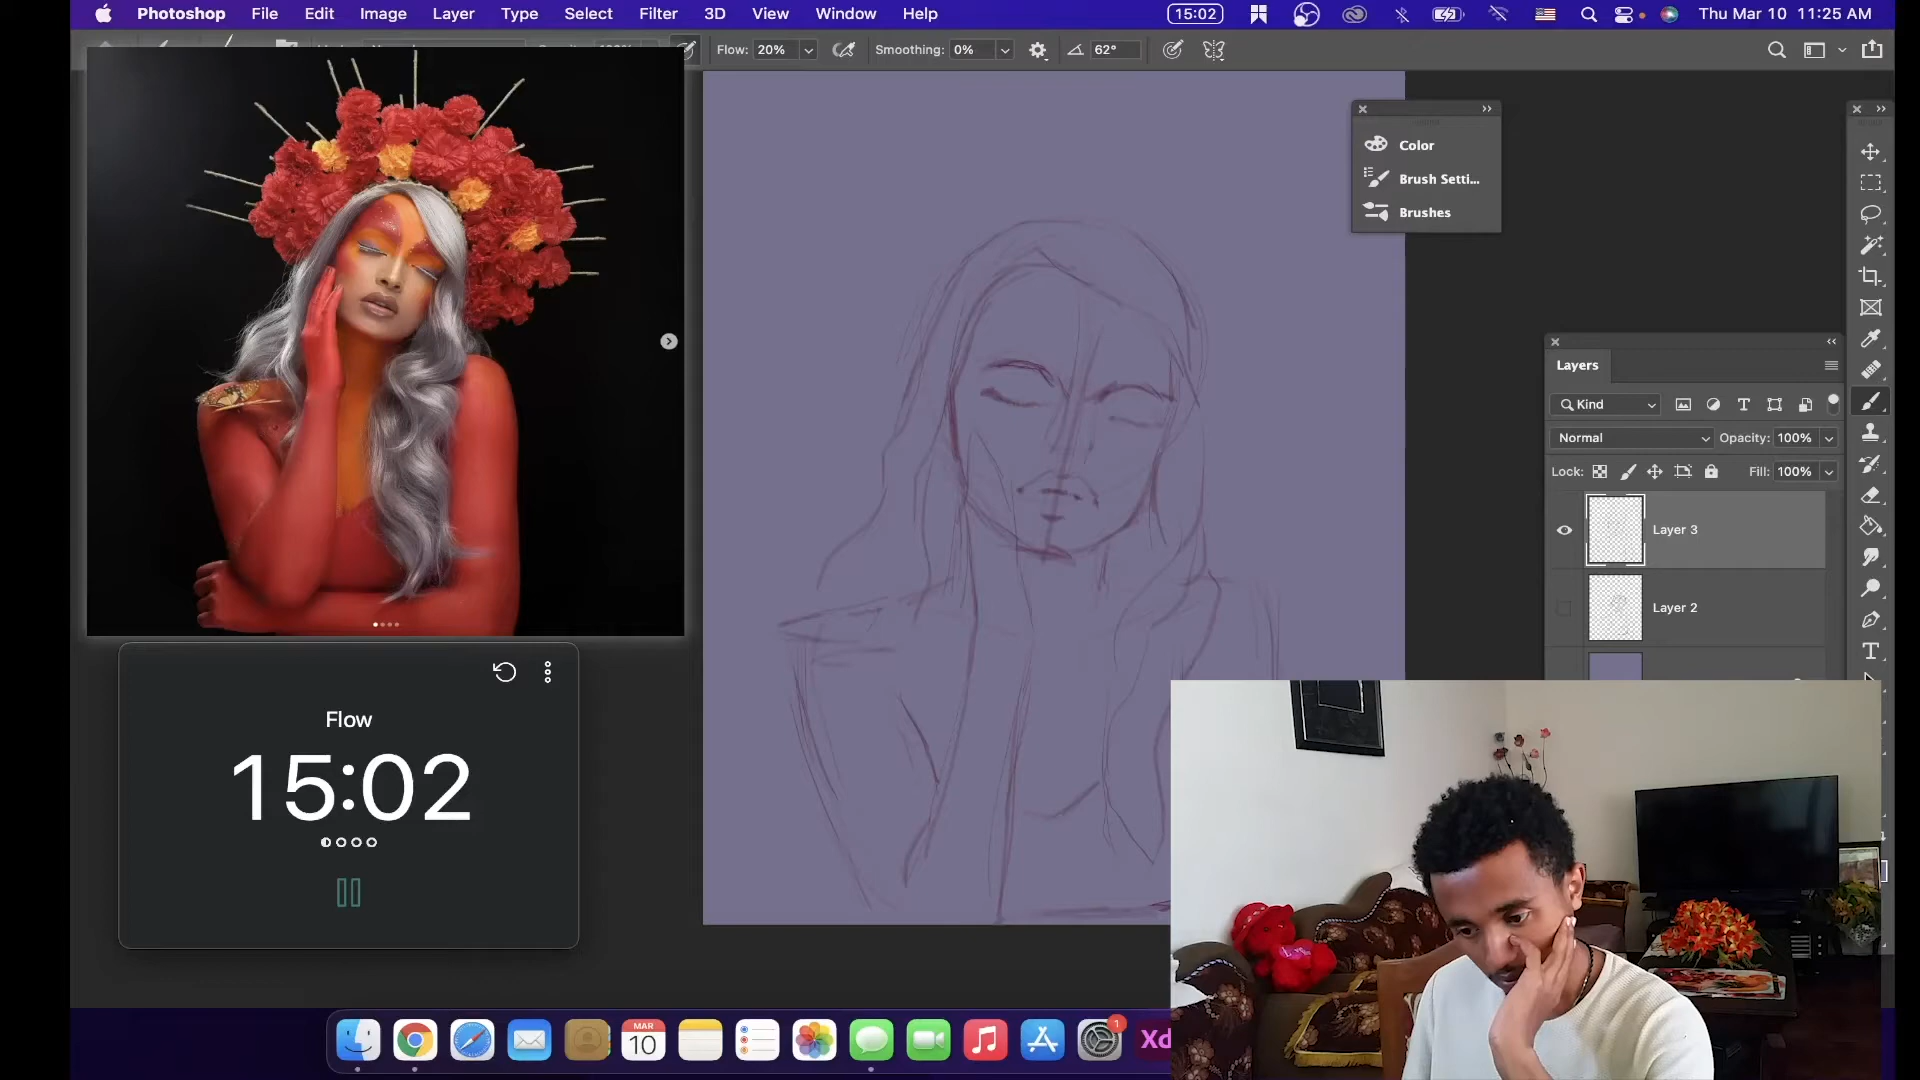 Photoshop File Edit Image Layer Type Select Filter 3D View Window Help 15:02 Thu Mar 10 11:25 AM
Flow: 20% Smoothing: 0% 62°
Color
Brush Setti...
Brushes
Layers
Kind
Normal Opacity: 100%
Lock: Fill: 100%
Layer 3
Layer 2
Flow
15:02
MAR
10
1
Xd